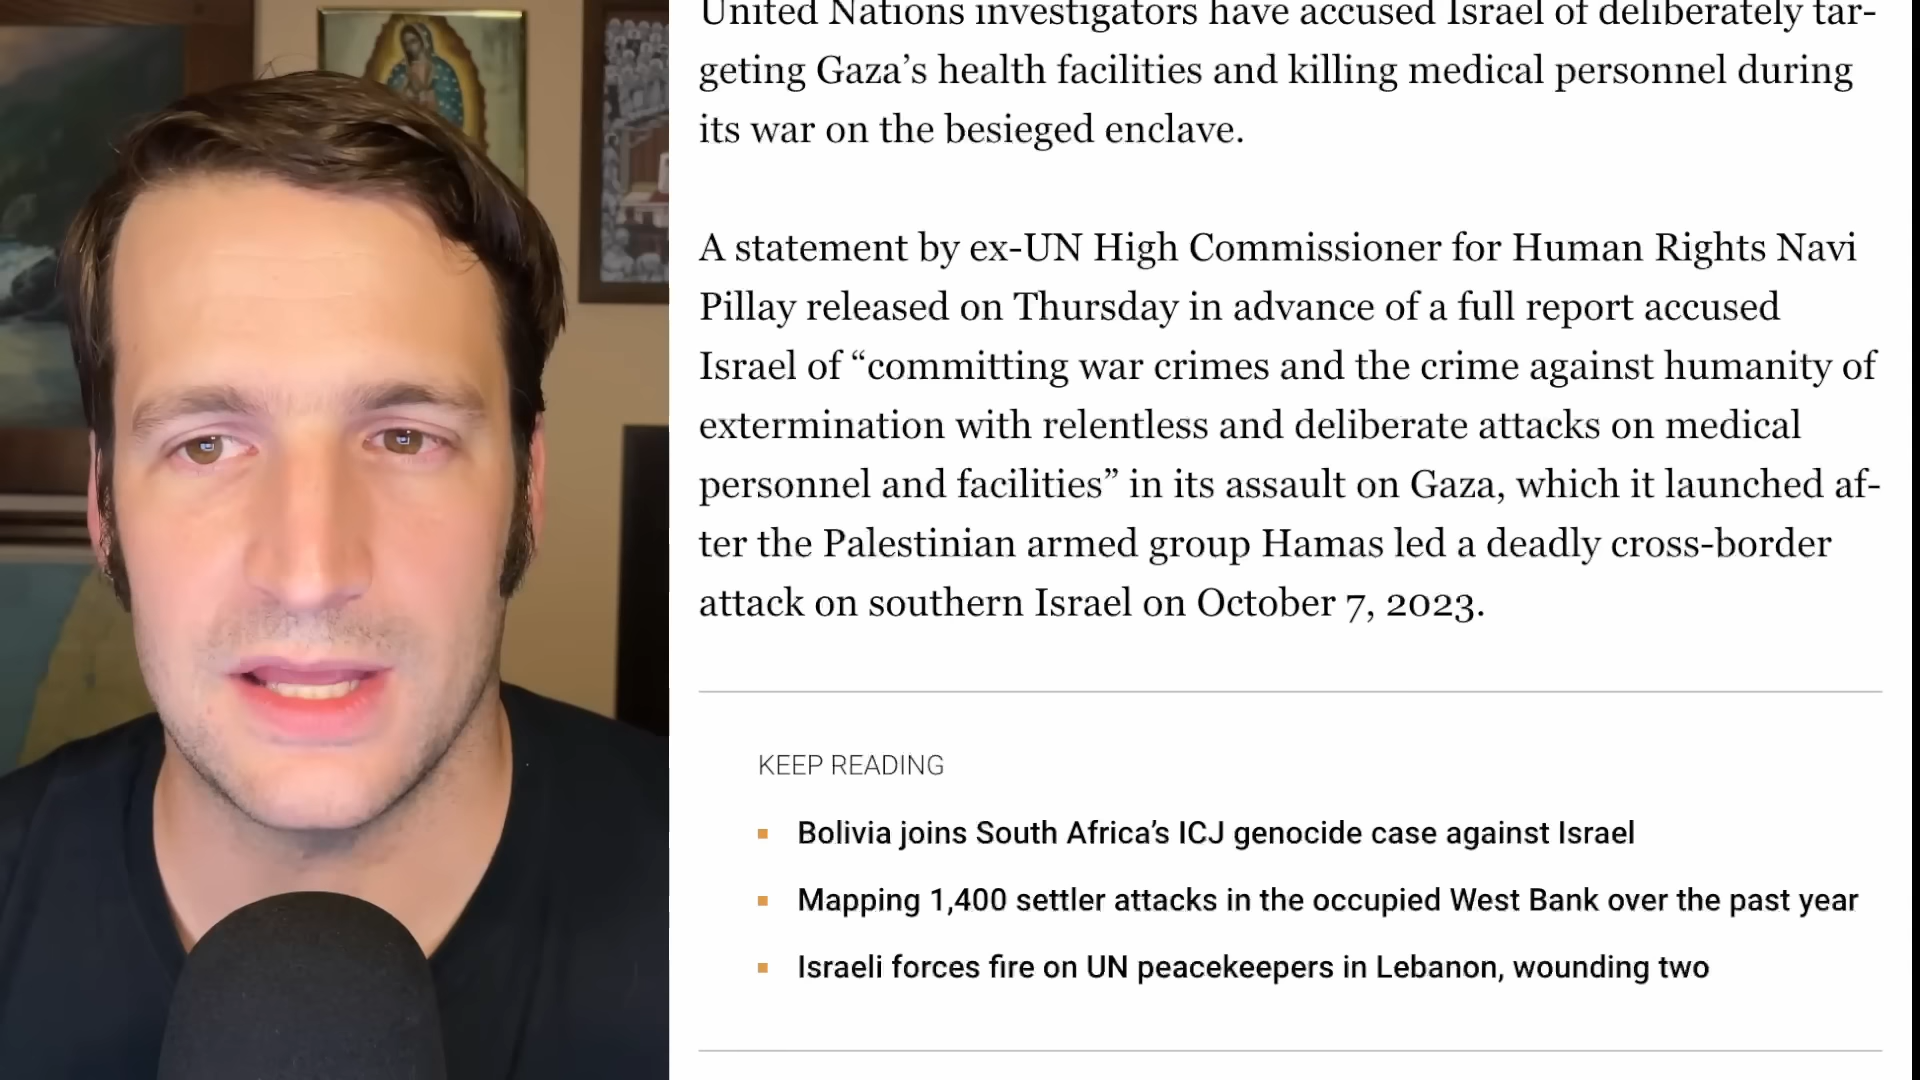 United Nations investigators have accused Israel of deliberately tar-
geting Gaza’s health facilities and killing medical personnel during
its war on the besieged enclave.
A statement by ex-UN High Commissioner for Human Rights Navi
Pillay released on Thursday in advance of a full report accused
Israel of “committing war crimes and the crime against humanity of
extermination with relentless and deliberate attacks on medical
personnel and facilities” in its assault on Gaza, which it launched af-
ter the Palestinian armed group Hamas led a deadly cross-border
attack on southern Israel on October 7, 2023.
KEEP READING
Bolivia joins South Africa’s ICJ genocide case against Israel
Mapping 1,400 settler attacks in the occupied West Bank over the past year
Israeli forces fire on UN peacekeepers in Lebanon, wounding two